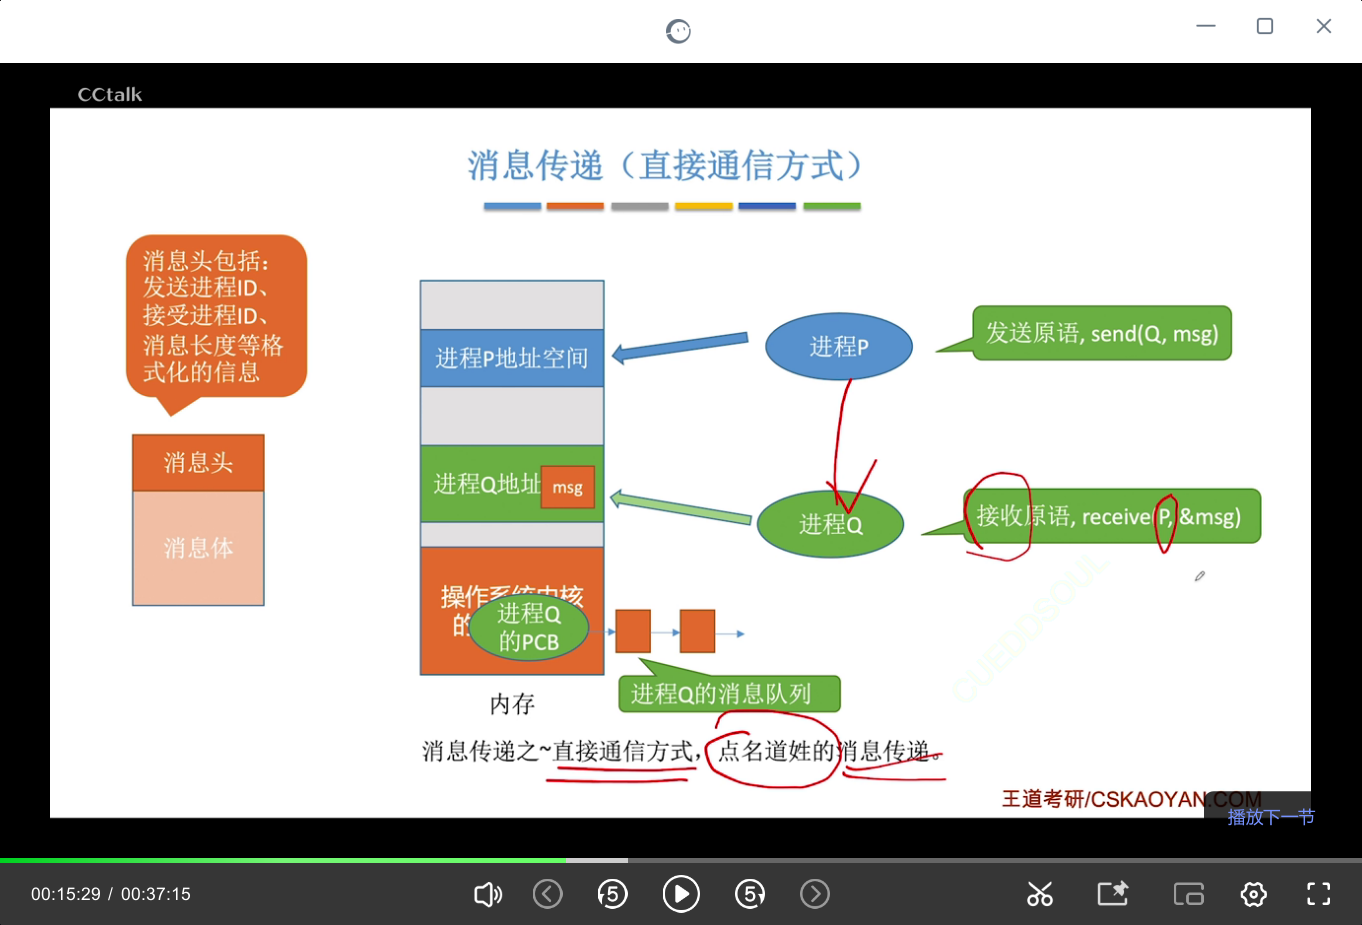 CCtalk
消息传递（直接通信方式）
消息头包括：
发送进程ID、
接受进程ID、
消息长度等格
式化的信息
消息头
消息体
进程P地址空间
进程Q地址
msg
操作系统内核
的
进程Q
的PCB
进程Q的消息队列
内存
进程P
进程Q
发送原语, send(Q, msg)
接收原语, receive(P, &msg)
消息传递之~直接通信方式，点名道姓的消息传递。
CUEDDSOUL
王道考研/CSKAOYAN.COM
播放下一节
00:15:29 / 00:37:15
5
5